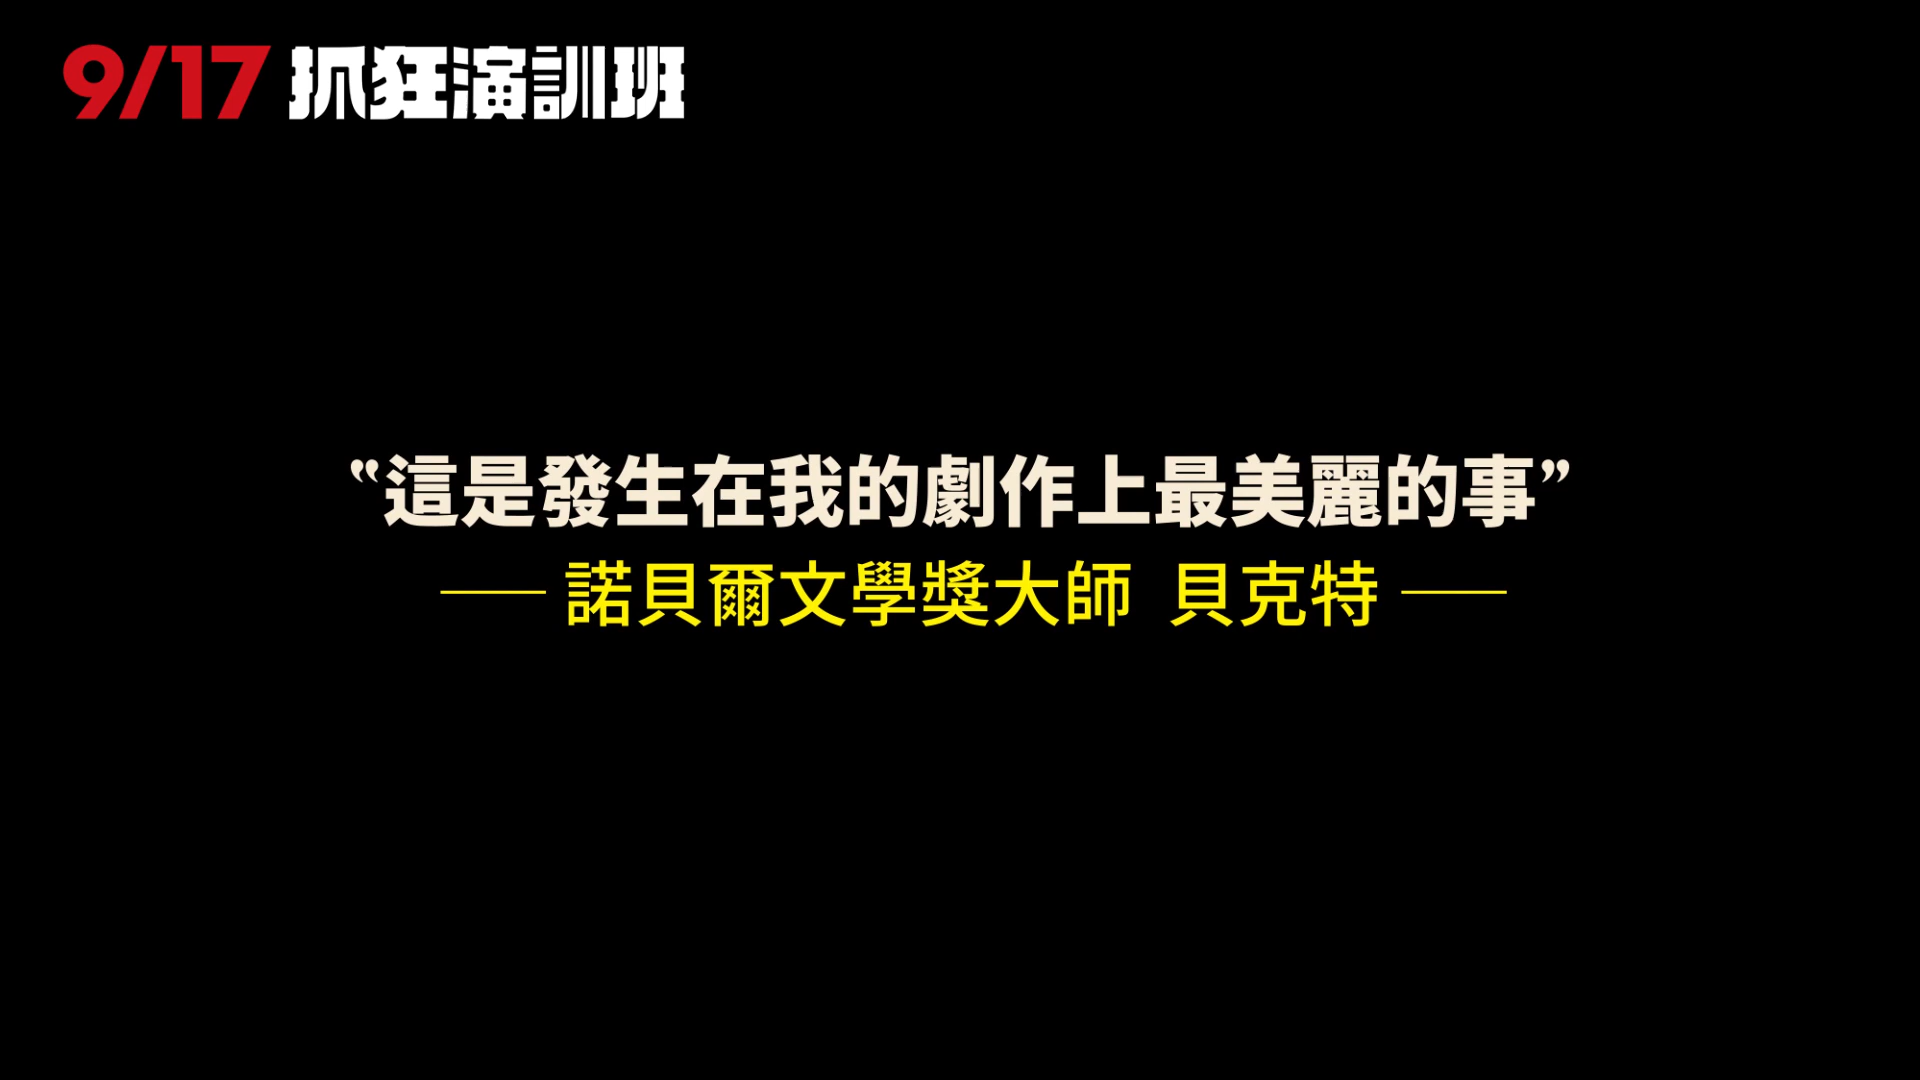 9/17 抓狂演訓班
“這是發生在我的劇作上最美麗的事”
—— 諾貝爾文學獎大師 貝克特 ——